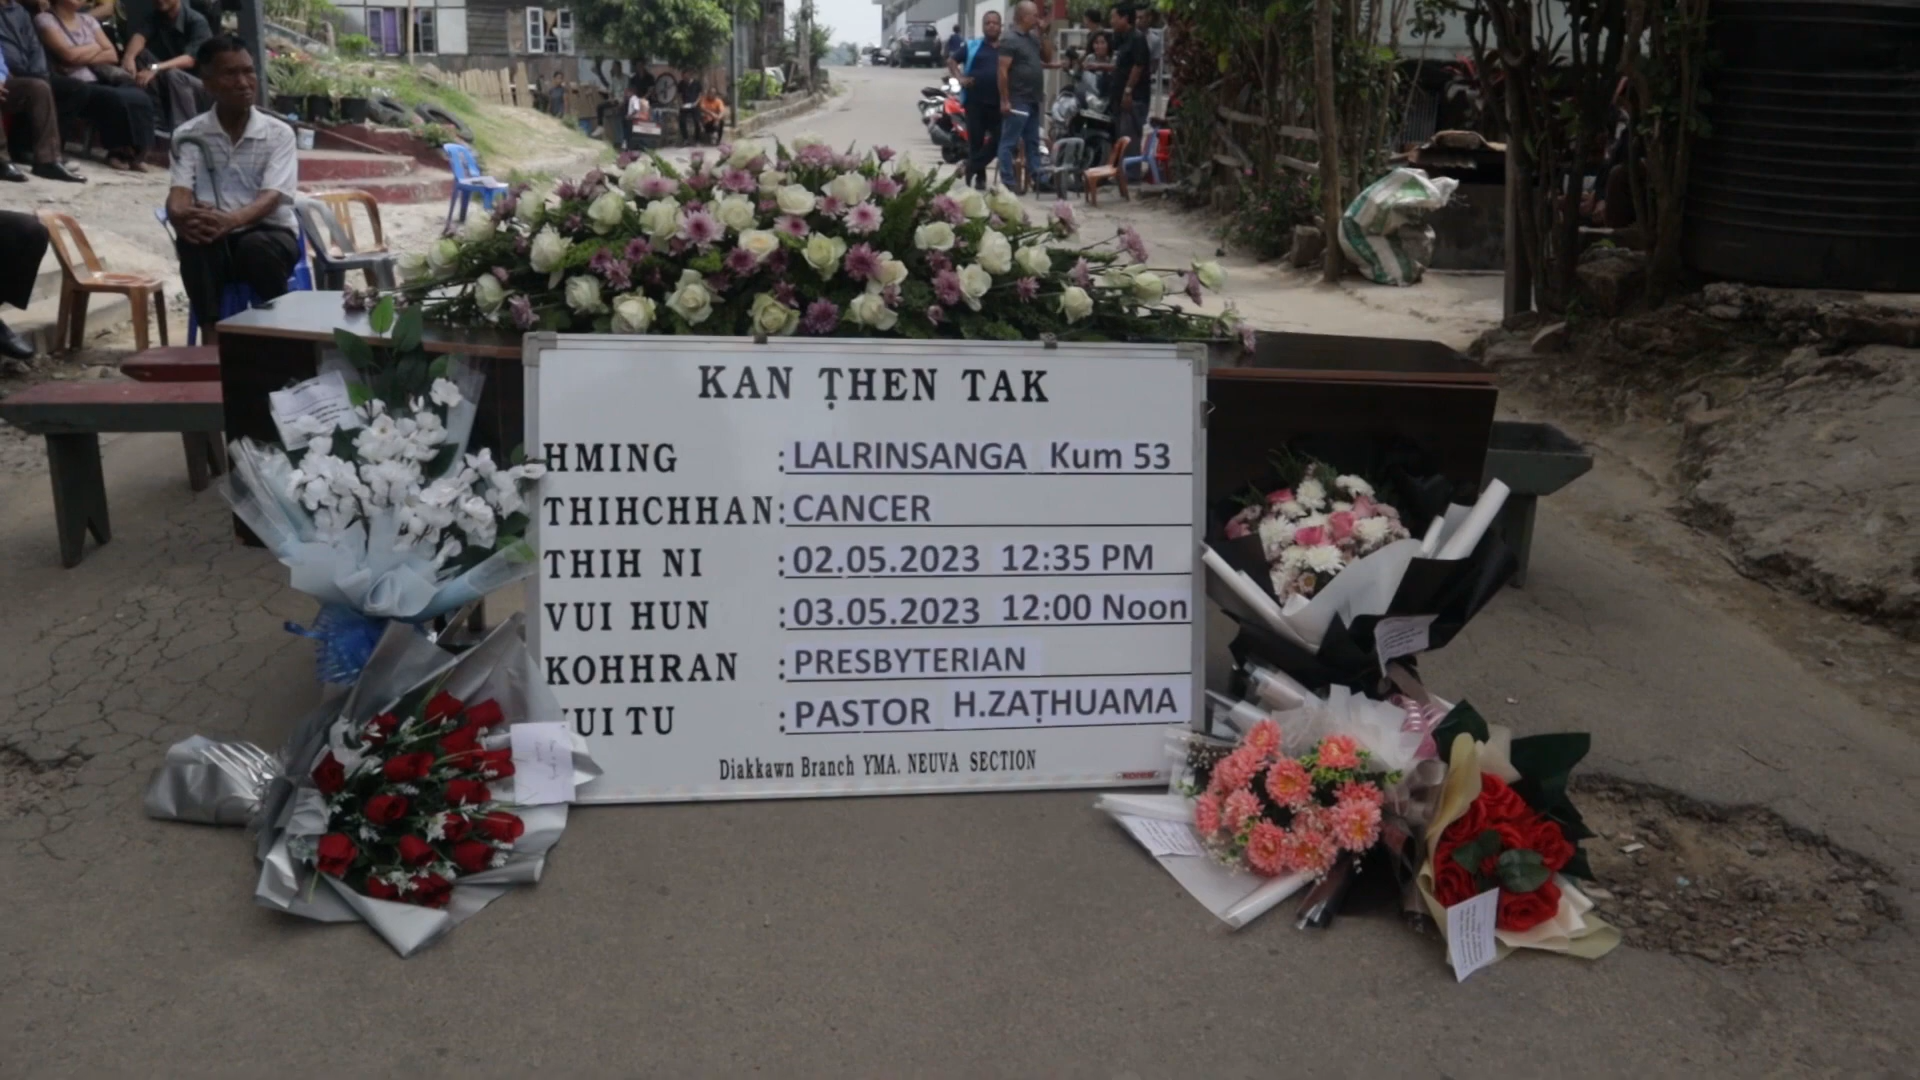 KAN ṬHEN TAK
HMING : LALRINSANGA Kum 53
THIHCHHAN : CANCER
THIH NI : 02.05.2023 12:35 PM
VUI HUN : 03.05.2023 12:00 Noon
KOHHRAN : PRESBYTERIAN
VUI TU : PASTOR H.ZAṬHUAMA
Diakkawn Branch YMA. NEUVA SECTION